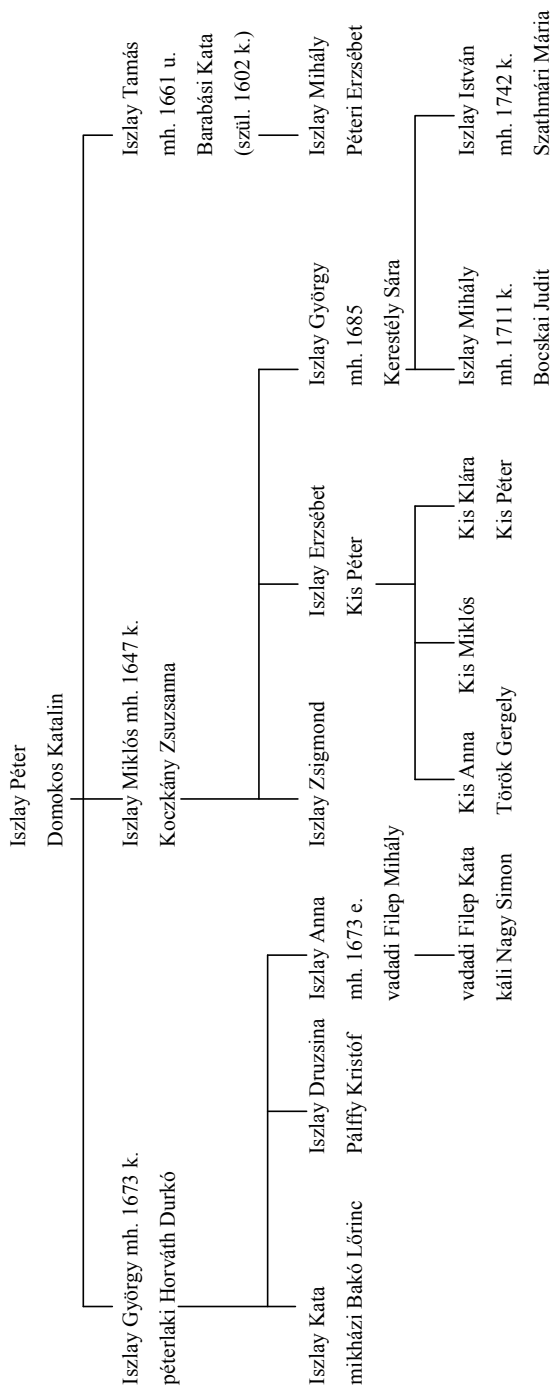 Iszlay Péter
Domokos Katalin
Iszlay György mh. 1673 k.
péterlaki Horváth Durkó
Iszlay Miklós mh. 1647 k.
Koczkány Zsuzsanna
Iszlay Tamás
mh. 1661 u.
Barabási Kata
(szül. 1602 k.)
Iszlay Kata
mikházi Bakó Lőrinc
Iszlay Druzsina
Pálffy Kristóf
Iszlay Anna
mh. 1673 e.
vadadi Filep Mihály
Iszlay Zsigmond
Iszlay Erzsébet
Kis Péter
Iszlay György
mh. 1685
Kerestély Sára
Iszlay Mihály
Péteri Erzsébet
vadadi Filep Kata
káli Nagy Simon
Kis Anna
Török Gergely
Kis Miklós
Kis Klára
Kis Péter
Iszlay Mihály
mh. 1711 k.
Bocskai Judit
Iszlay István
mh. 1742 k.
Szathmári Mária